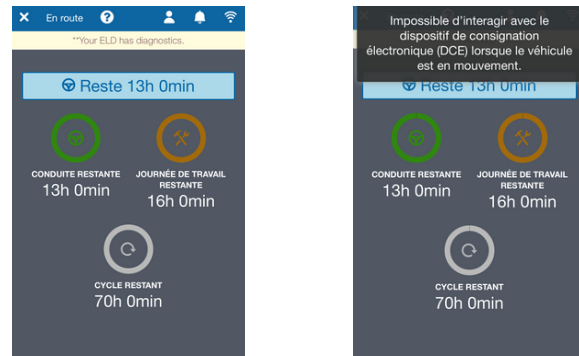 En route
**Your ELD has diagnostics.
Reste 13h 0min
CONDUITE RESTANTE
13h 0min
JOURNÉE DE TRAVAIL
RESTANTE
16h 0min
CYCLE RESTANT
70h 0min
Impossible d'interagir avec le
dispositif de consignation
électronique (DCE) lorsque le véhicule
est en mouvement.
Reste 13h 0min
CONDUITE RESTANTE
13h 0min
JOURNÉE DE TRAVAIL
RESTANTE
16h 0min
CYCLE RESTANT
70h 0min